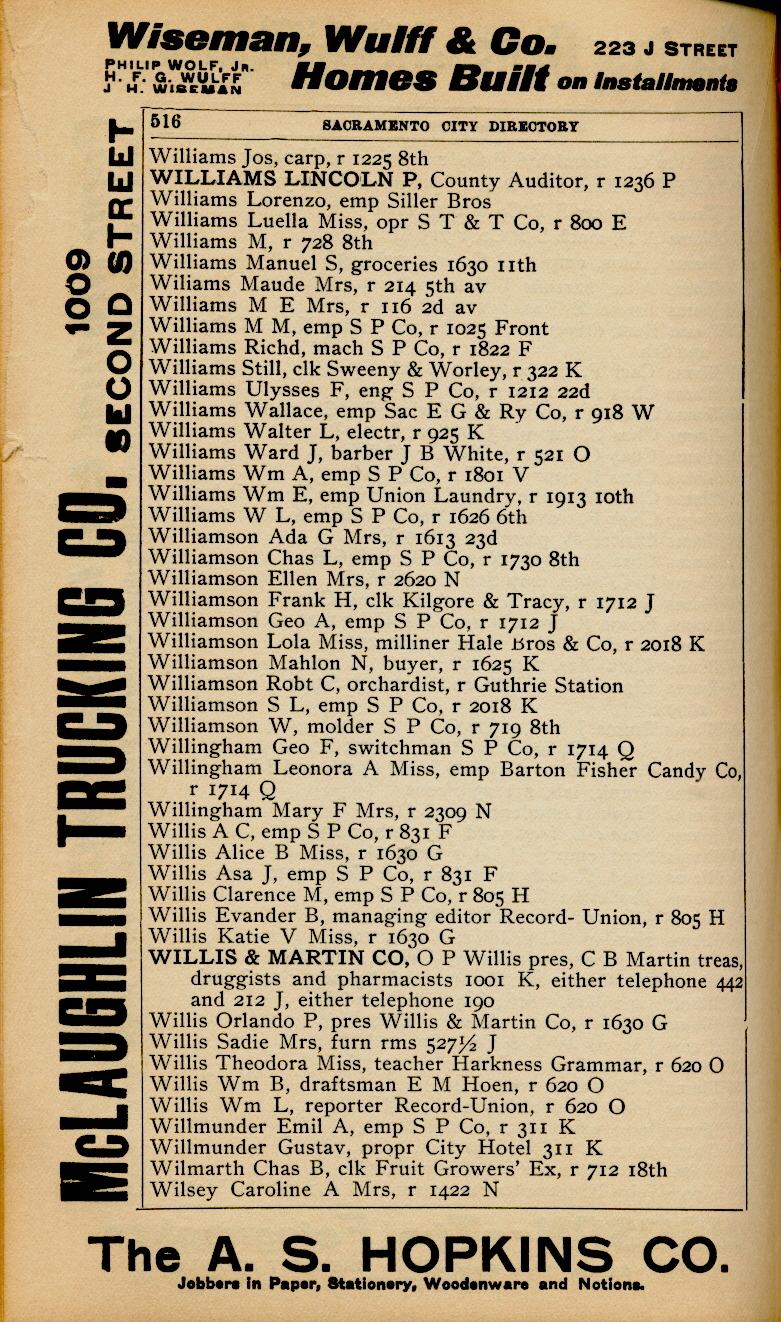 Wiseman, Wulff & Co. 223 J STREET
PHILIP WOLF, JR.
H. F. G. WULFF
J H. WISEMAN
Homes Built on Installments
516 SACRAMENTO CITY DIRECTORY
McLAUGHLIN TRUCKING CO., 1009 SECOND STREET
Williams Jos, carp, r 1225 8th
WILLIAMS LINCOLN P, County Auditor, r 1236 P
Williams Lorenzo, emp Siller Bros
Williams Luella Miss, opr S T & T Co, r 800 E
Williams M, r 728 8th
Williams Manuel S, groceries 1630 11th
Wiliams Maude Mrs, r 214 5th av
Williams M E Mrs, r 116 2d av
Williams M M, emp S P Co, r 1025 Front
Williams Richd, mach S P Co, r 1822 F
Williams Still, clk Sweeny & Worley, r 322 K
Williams Ulysses F, eng S P Co, r 1212 22d
Williams Wallace, emp Sac E G & Ry Co, r 918 W
Williams Walter L, electr, r 925 K
Williams Ward J, barber J B White, r 521 O
Williams Wm A, emp S P Co, r 1801 V
Williams Wm E, emp Union Laundry, r 1913 10th
Williams W L, emp S P Co, r 1626 6th
Williamson Ada G Mrs, r 1613 23d
Williamson Chas L, emp S P Co, r 1730 8th
Williamson Ellen Mrs, r 2620 N
Williamson Frank H, clk Kilgore & Tracy, r 1712 J
Williamson Geo A, emp S P Co, r 1712 J
Williamson Lola Miss, milliner Hale Bros & Co, r 2018 K
Williamson Mahlon N, buyer, r 1625 K
Williamson Robt C, orchardist, r Guthrie Station
Williamson S L, emp S P Co, r 2018 K
Williamson W, molder S P Co, r 719 8th
Willingham Geo F, switchman S P Co, r 1714 Q
Willingham Leonora A Miss, emp Barton Fisher Candy Co,
r 1714 Q
Willingham Mary F Mrs, r 2309 N
Willis A C, emp S P Co, r 831 F
Willis Alice B Miss, r 1630 G
Willis Asa J, emp S P Co, r 831 F
Willis Clarence M, emp S P Co, r 805 H
Willis Evander B, managing editor Record- Union, r 805 H
Willis Katie V Miss, r 1630 G
WILLIS & MARTIN CO, O P Willis pres, C B Martin treas,
druggists and pharmacists 1001 K, either telephone 442
and 212 J, either telephone 190
Willis Orlando P, pres Willis & Martin Co, r 1630 G
Willis Sadie Mrs, furn rms 527½ J
Willis Theodora Miss, teacher Harkness Grammar, r 620 O
Willis Wm B, draftsman E M Hoen, r 620 O
Willis Wm L, reporter Record-Union, r 620 O
Willmunder Emil A, emp S P Co, r 311 K
Willmunder Gustav, propr City Hotel 311 K
Wilmarth Chas B, clk Fruit Growers' Ex, r 712 18th
Wilsey Caroline A Mrs, r 1422 N
The A. S. HOPKINS CO.
Jobbers in Paper, Stationery, Woodenware and Notions.